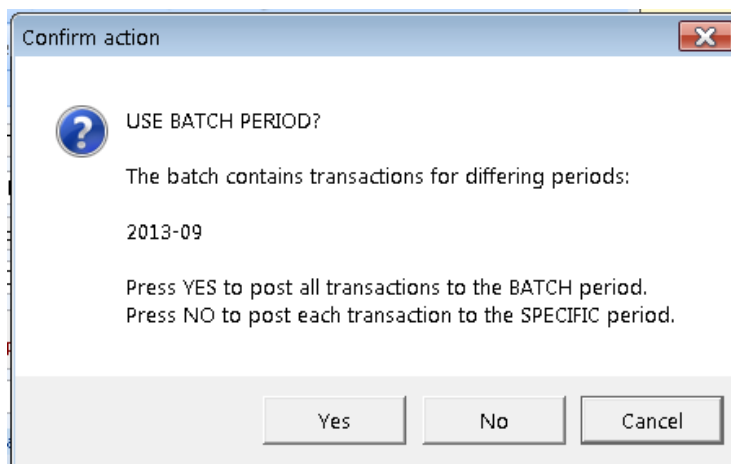 Confirm action
USE BATCH PERIOD?
The batch contains transactions for differing periods:
2013-09
Press YES to post all transactions to the BATCH period.
Press NO to post each transaction to the SPECIFIC period.
Yes No Cancel